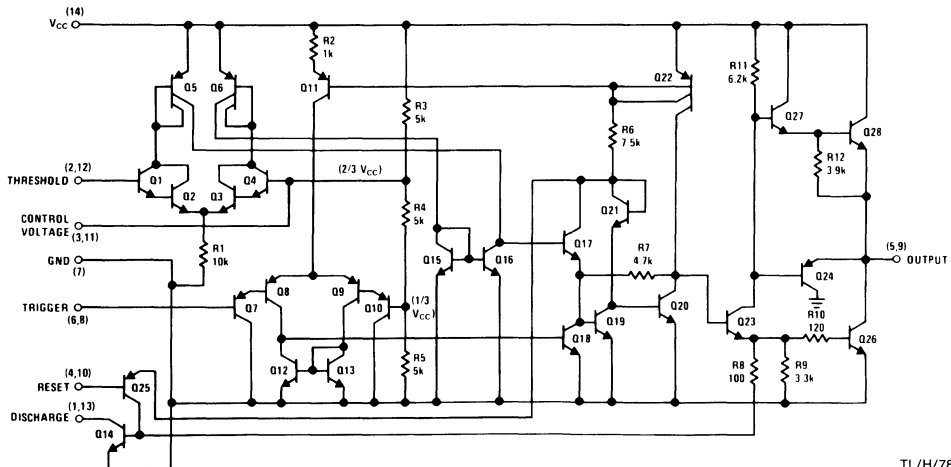 (14)
VCC
R2
1k
R11
6.2k
Q5
Q6
Q11
Q22
R3
5k
Q27
Q28
R6
7.5k
R12
3.9k
(2,12)
THRESHOLD
Q1
Q2
Q3
Q4
(2/3 VCC)
CONTROL
VOLTAGE
(3,11)
R4
5k
Q21
Q15
Q16
Q17
R7
4.7k
(5,9)
OUTPUT
GND
(7)
R1
10k
Q24
TRIGGER
(6,8)
Q7
Q8
Q9
Q10
(1/3
VCC)
Q18
Q19
Q20
Q23
R10
120
Q26
Q12
Q13
R5
5k
R8
100
R9
3.3k
(4,10)
RESET
Q25
DISCHARGE
(1,13)
Q14